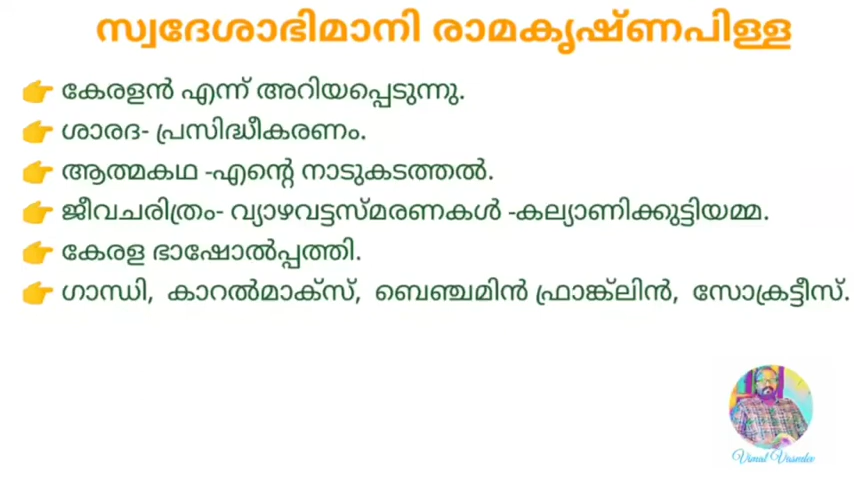 സ്വദേശാഭിമാനി രാമകൃഷ്ണപിള്ള
👉 കേരളൻ എന്ന് അറിയപ്പെടുന്നു.
👉 ശാരദ- പ്രസിദ്ധീകരണം.
👉 ആത്മകഥ -എന്റെ നാടുകടത്തൽ.
👉 ജീവചരിത്രം- വ്യാഴവട്ടസ്മരണകൾ -കല്യാണിക്കുട്ടിയമ്മ.
👉 കേരള ഭാഷോൽപ്പത്തി.
👉 ഗാന്ധി, കാറൽമാക്സ്, ബെഞ്ചമിൻ ഫ്രാങ്ക്ലിൻ, സോക്രട്ടീസ്.
Vimal